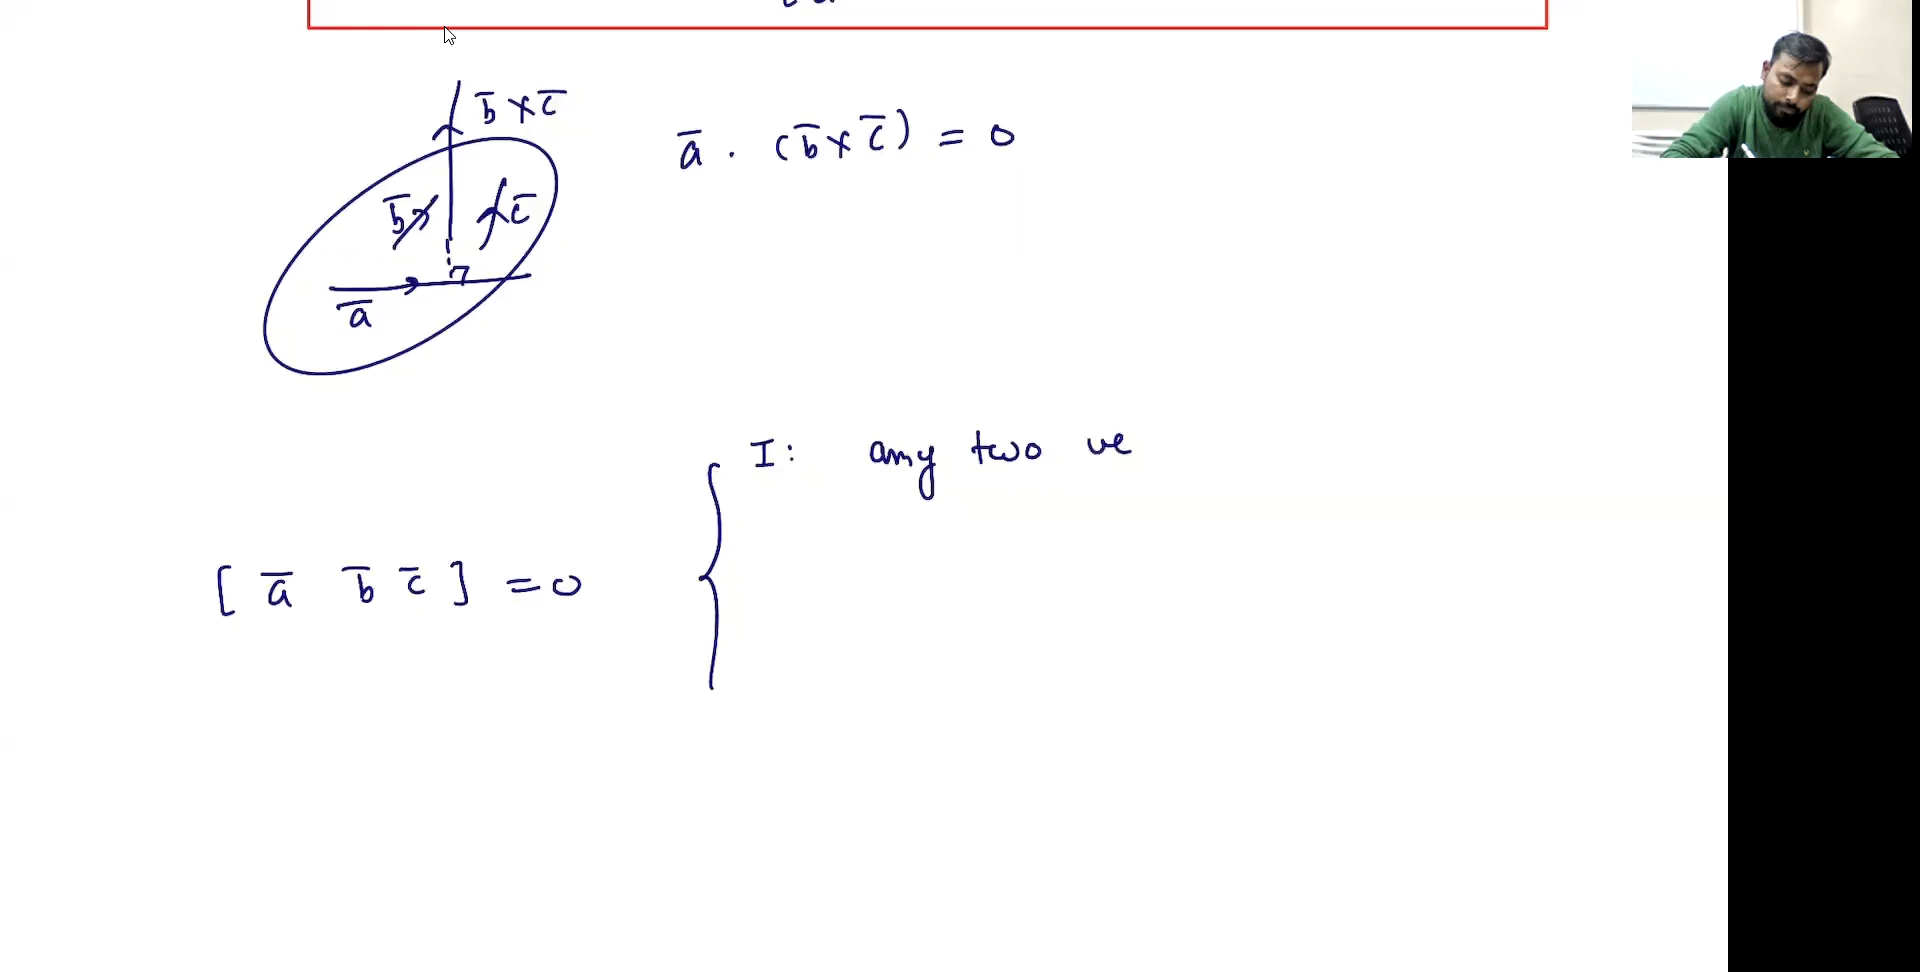 b̄ × c̄
ā . (b̄ × c̄) = 0
b̄ c̄
ā
I: any two ve
[ ā b̄ c̄ ] = 0